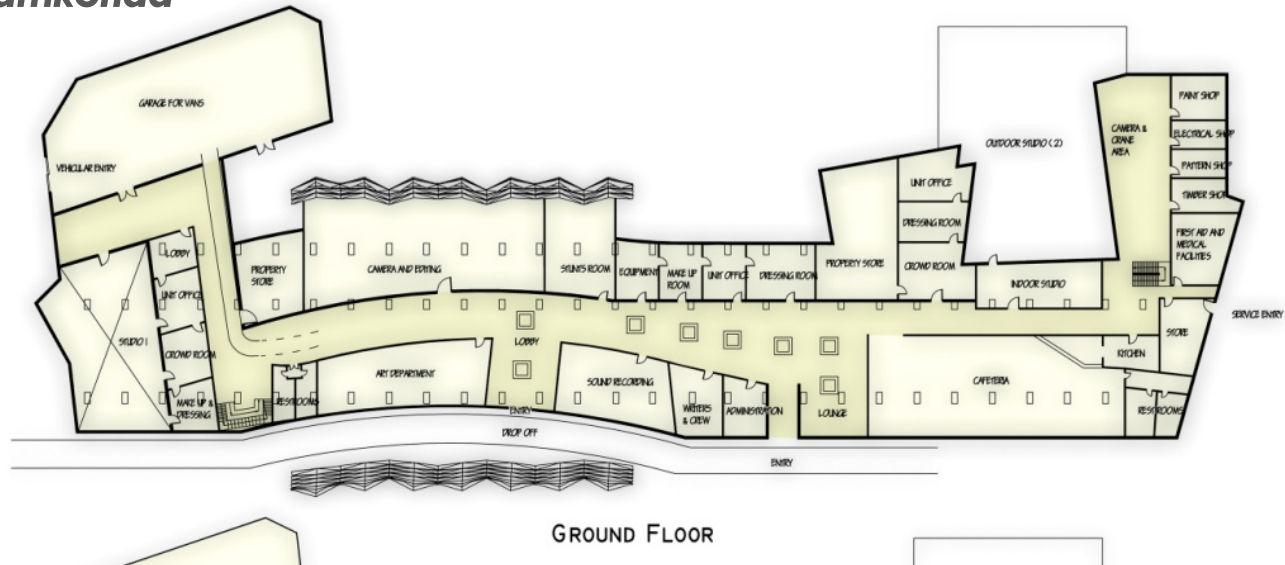 GARAGE FOR VANS
VEHICULAR ENTRY
OUTDOOR STUDIO ( 2 )
CAMERA &
CRANE
AREA
PAINT SHOP
ELECTRICAL SHOP
PATTERN SHOP
TIMBER SHOP
FIRST AID AND
MEDICAL
FACILITIES
UNIT OFFICE
DRESSING ROOM
CROWD ROOM
LOBBY
PROPERTY
STORE
CAMERA AND EDITING
STUNTS ROOM
EQUIPMENT
MAKE UP
ROOM
UNIT OFFICE
DRESSING ROOM
PROPERTY STORE
INDOOR STUDIO
UNIT OFFICE
STUDIO 1
CROWD ROOM
MAKE UP &
DRESSING
RESTROOMS
ART DEPARTMENT
LOBBY
ENTRY
DROP OFF
SOUND RECORDING
WRITERS
& CREW
ADMINISTRATION
LOUNGE
ENTRY
CAFETERIA
KITCHEN
STORE
SERVICE ENTRY
REST ROOMS
GROUND FLOOR